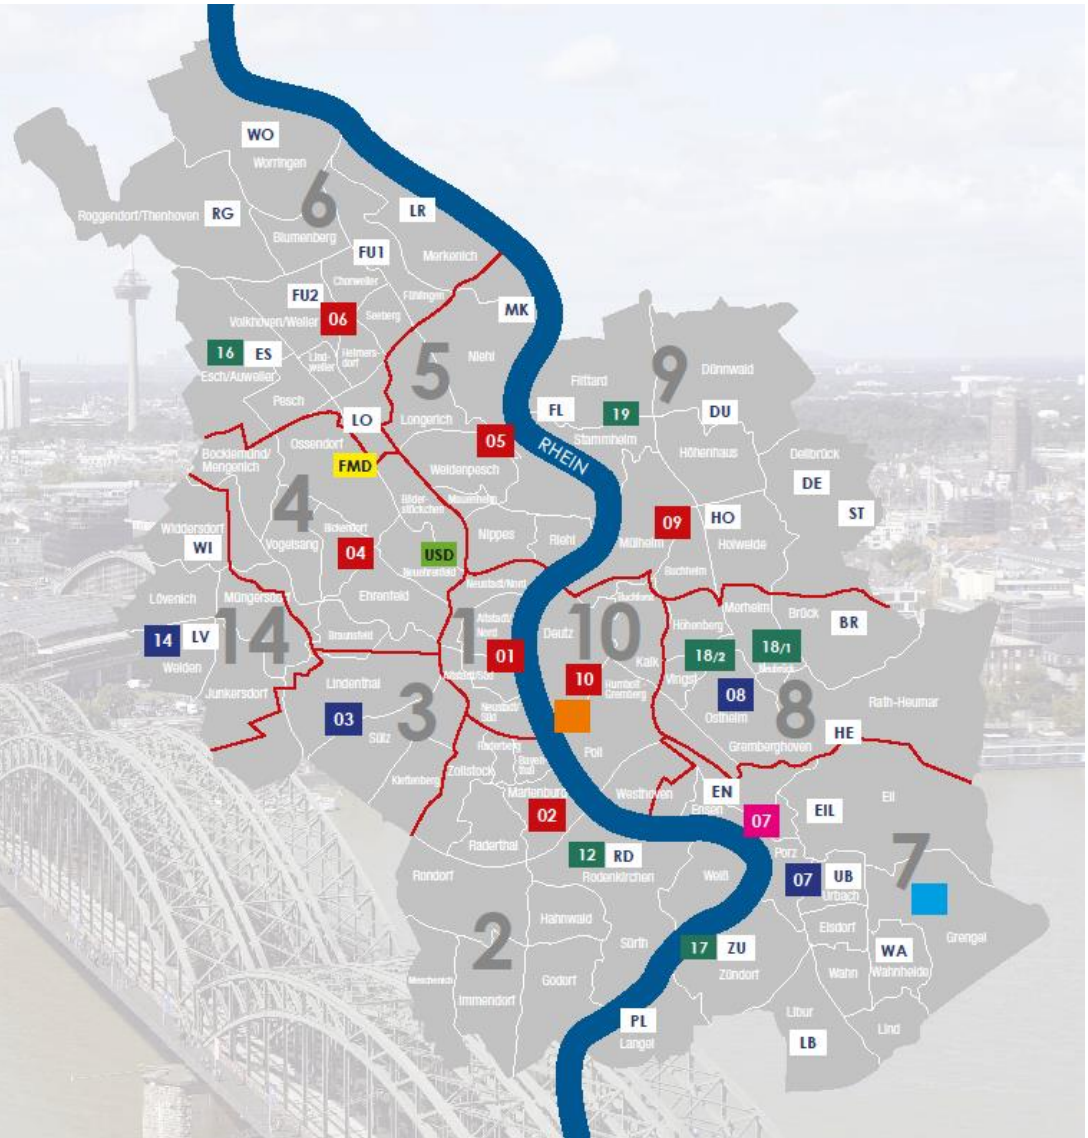 WO
Worringen
Roggendorf/Thenhoven
RG
6
LR
Blumenberg
FU1
Merkenich
Chorweiler
FU2
Fühlingen
Volkhoven/Weiler
06
Seeberg
MK
16
ES
Lind-
weiler
Heimers-
dorf
Niehl
Esch/Auweiler
5
9
Dünnwald
Flittard
Pesch
LO
Longerich
FL
19
DU
Stammheim
Ossendorf
05
RHEIN
Bocklemünd/
Mengenich
FMD
Weidenpesch
Höhenhaus
Dellbrück
DE
4
Bilder-
stöckchen
Mauenheim
ST
Widdersdorf
Bickendorf
Nippes
Riehl
09
HO
WI
Vogelsang
04
USD
Mülheim
Holweide
Neuehrenfeld
Buchheim
Neustadt/Nord
Lövenich
Müngersdorf
Ehrenfeld
Buchforst
Merheim
Brück
14
Altstadt/
Nord
1
10
Deutz
Höhenberg
BR
14
LV
Braunsfeld
01
Kalk
18/2
18/1
Weiden
Altstadt/Süd
Vingst
Neubrück
Junkersdorf
Lindenthal
10
Humboldt
Gremberg
08
Rath-Heumar
03
3
Neustadt/
Süd
Ostheim
8
Sülz
HE
Raderberg
Poll
Gremberghoven
Zollstock
Bayen-
thal
Klettenberg
Marienburg
Westhoven
EN
Eil
02
Ensen
07
EIL
Raderthal
12
RD
Porz
7
Rondorf
Rodenkirchen
Weiß
07
UB
Urbach
Hahnwald
Elsdorf
2
Sürth
17
ZU
WA
Grengel
Meschenich
Godorf
Zündorf
Wahn
Wahnheide
Immendorf
PL
Libur
Lind
Langel
LB